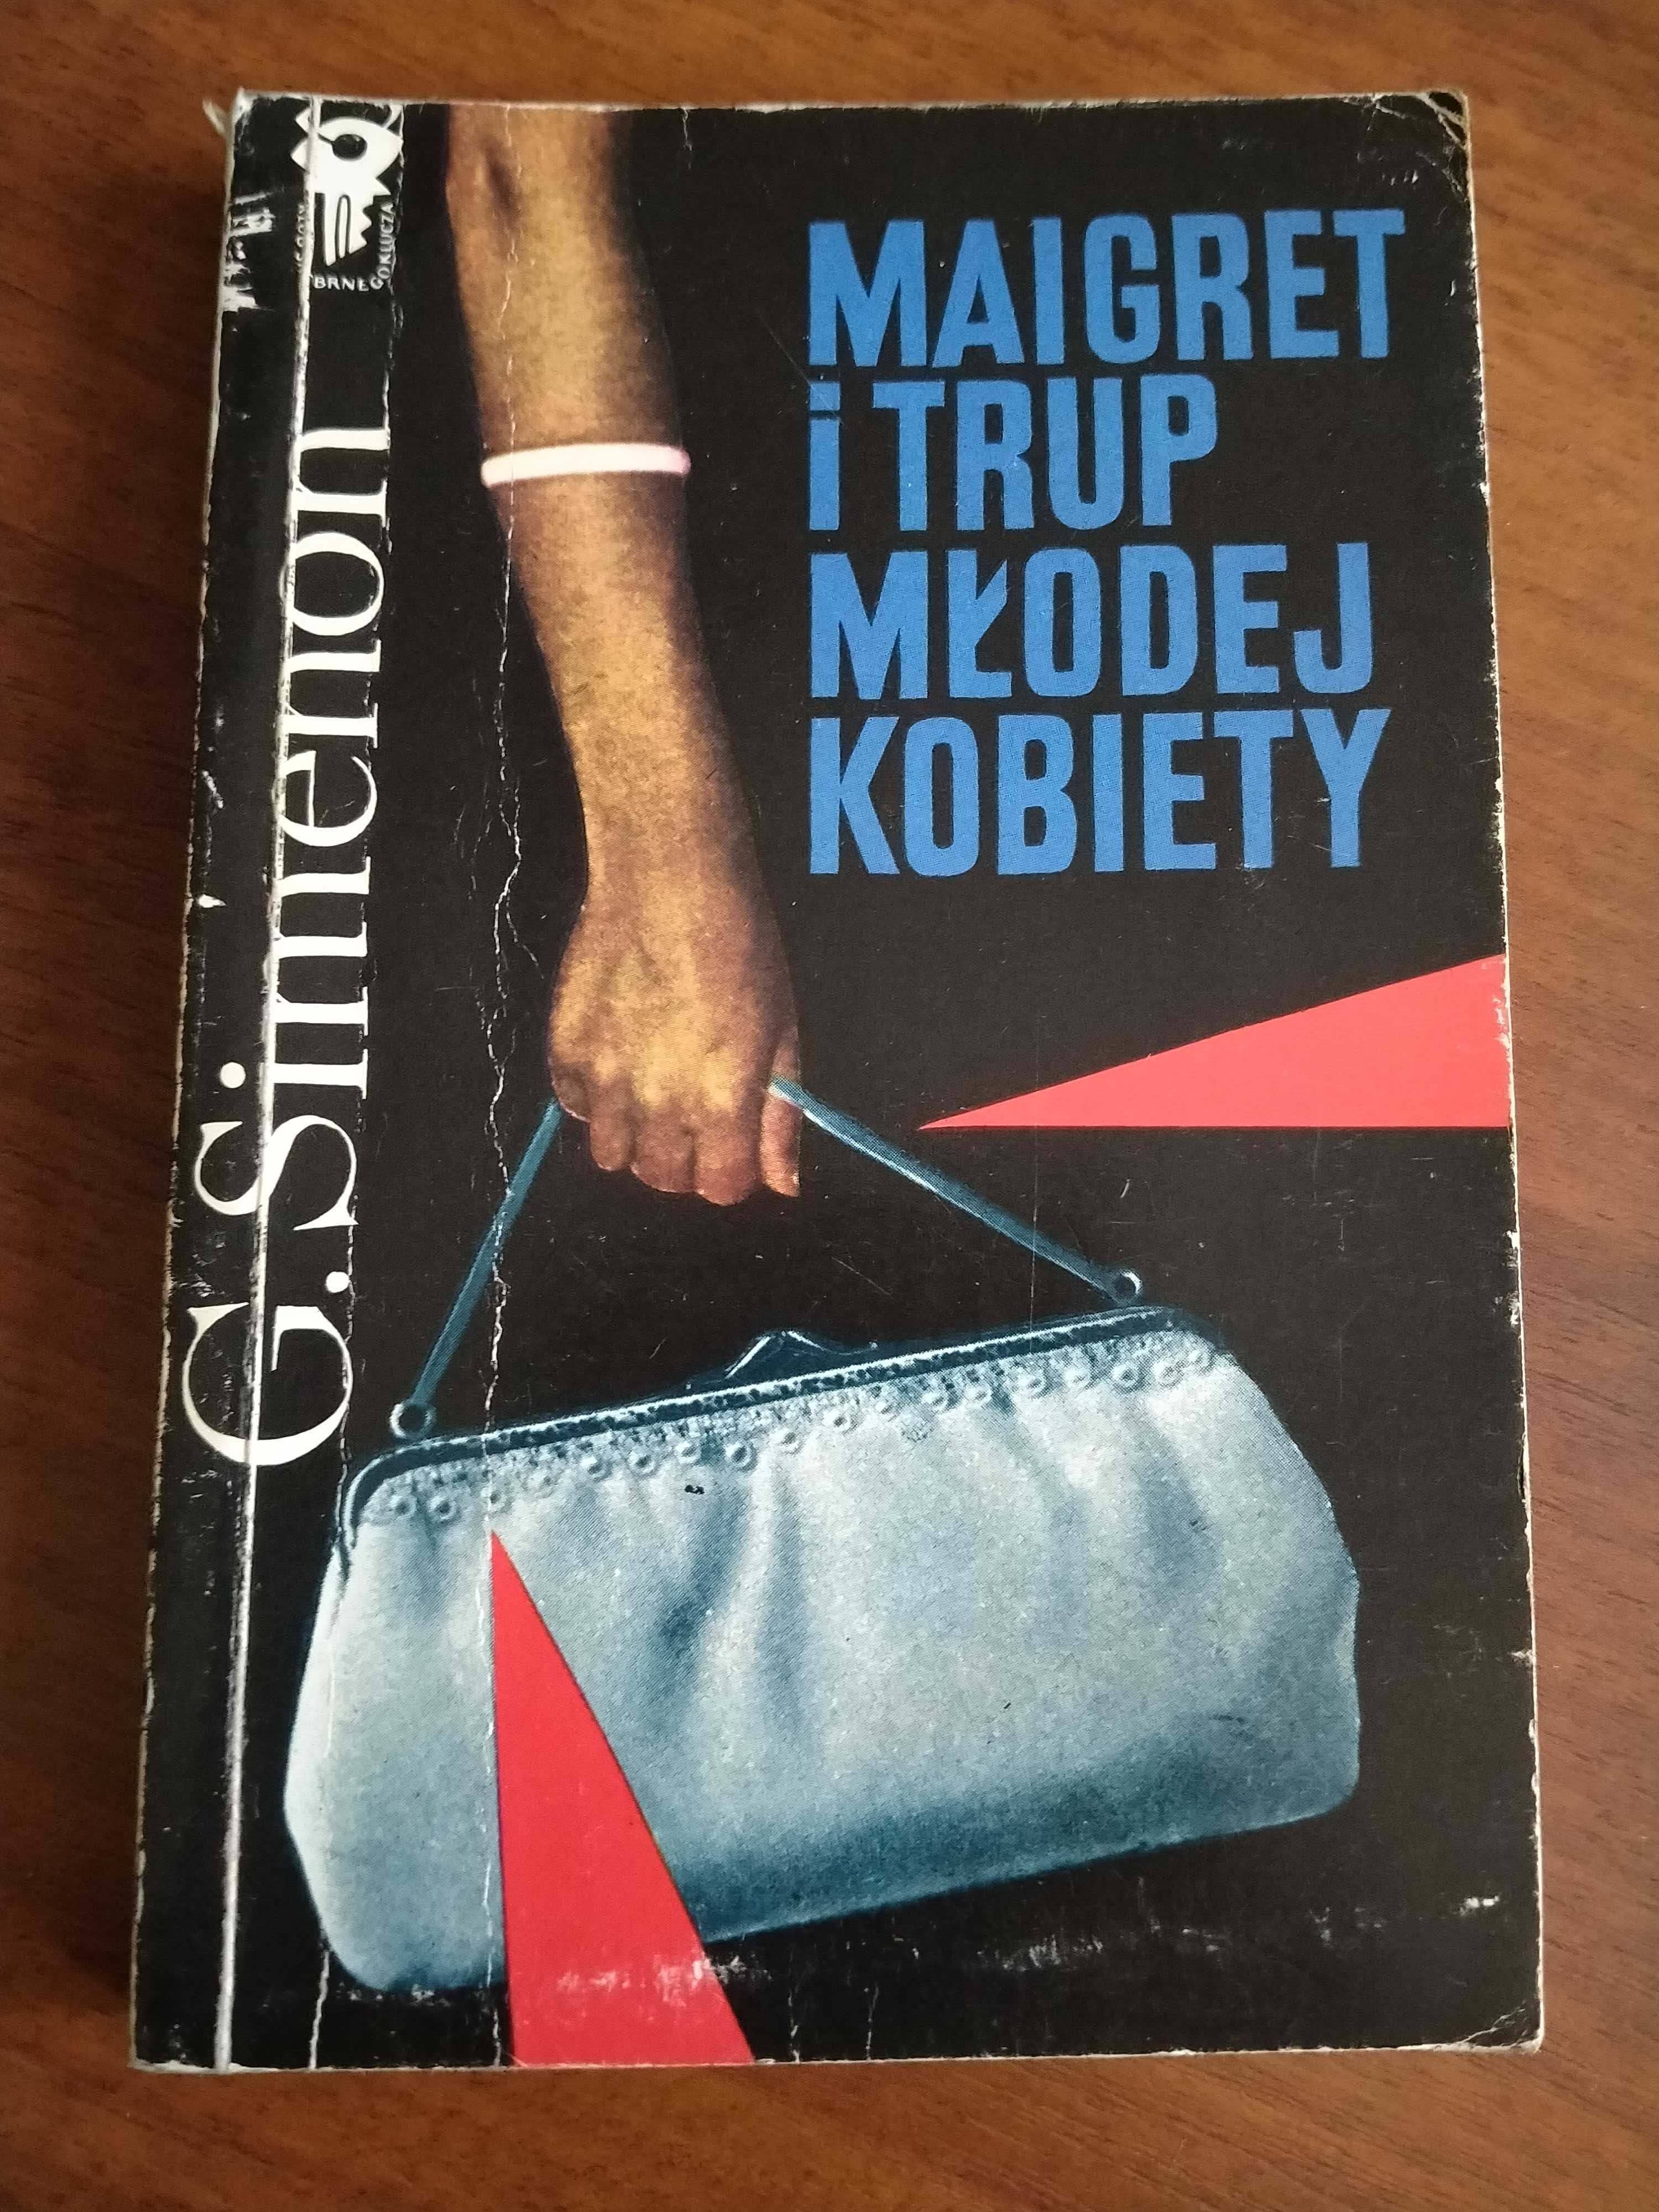 G. Simenon
MAIGRET
i TRUP
MŁODEJ
KOBIETY